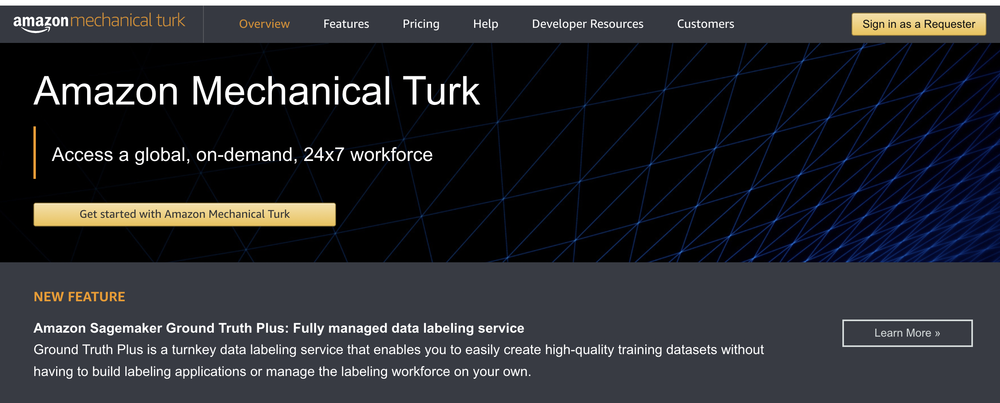 amazon mechanical turk
Overview Features Pricing Help Developer Resources Customers Sign in as a Requester
Amazon Mechanical Turk
Access a global, on-demand, 24x7 workforce
Get started with Amazon Mechanical Turk
NEW FEATURE
Amazon Sagemaker Ground Truth Plus: Fully managed data labeling service
Ground Truth Plus is a turnkey data labeling service that enables you to easily create high-quality training datasets without
having to build labeling applications or manage the labeling workforce on your own.
Learn More »